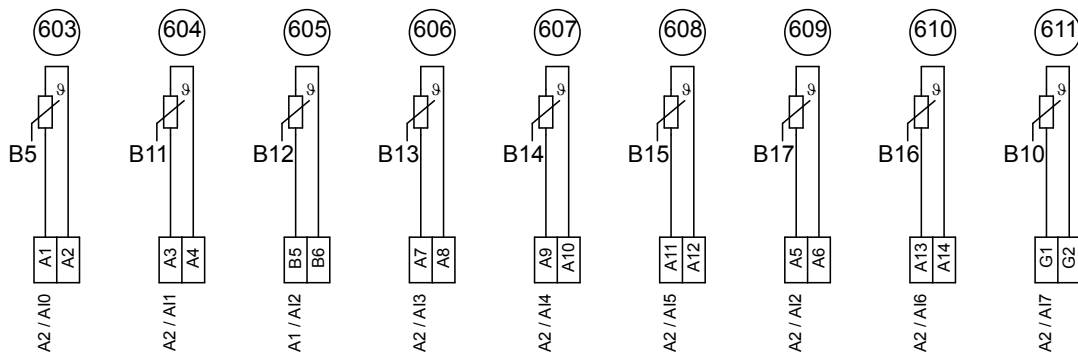 603 604 605 606 607 608 609 610 611
ϑ ϑ ϑ ϑ ϑ ϑ ϑ ϑ ϑ
B5 B11 B12 B13 B14 B15 B17 B16 B10
A1 A2 A3 A4 B5 B6 A7 A8 A9 A10 A11 A12 A5 A6 A13 A14 G1 G2
A2 / AI0 A2 / AI1 A1 / AI2 A2 / AI3 A2 / AI4 A2 / AI5 A2 / AI2 A2 / AI6 A2 / AI7